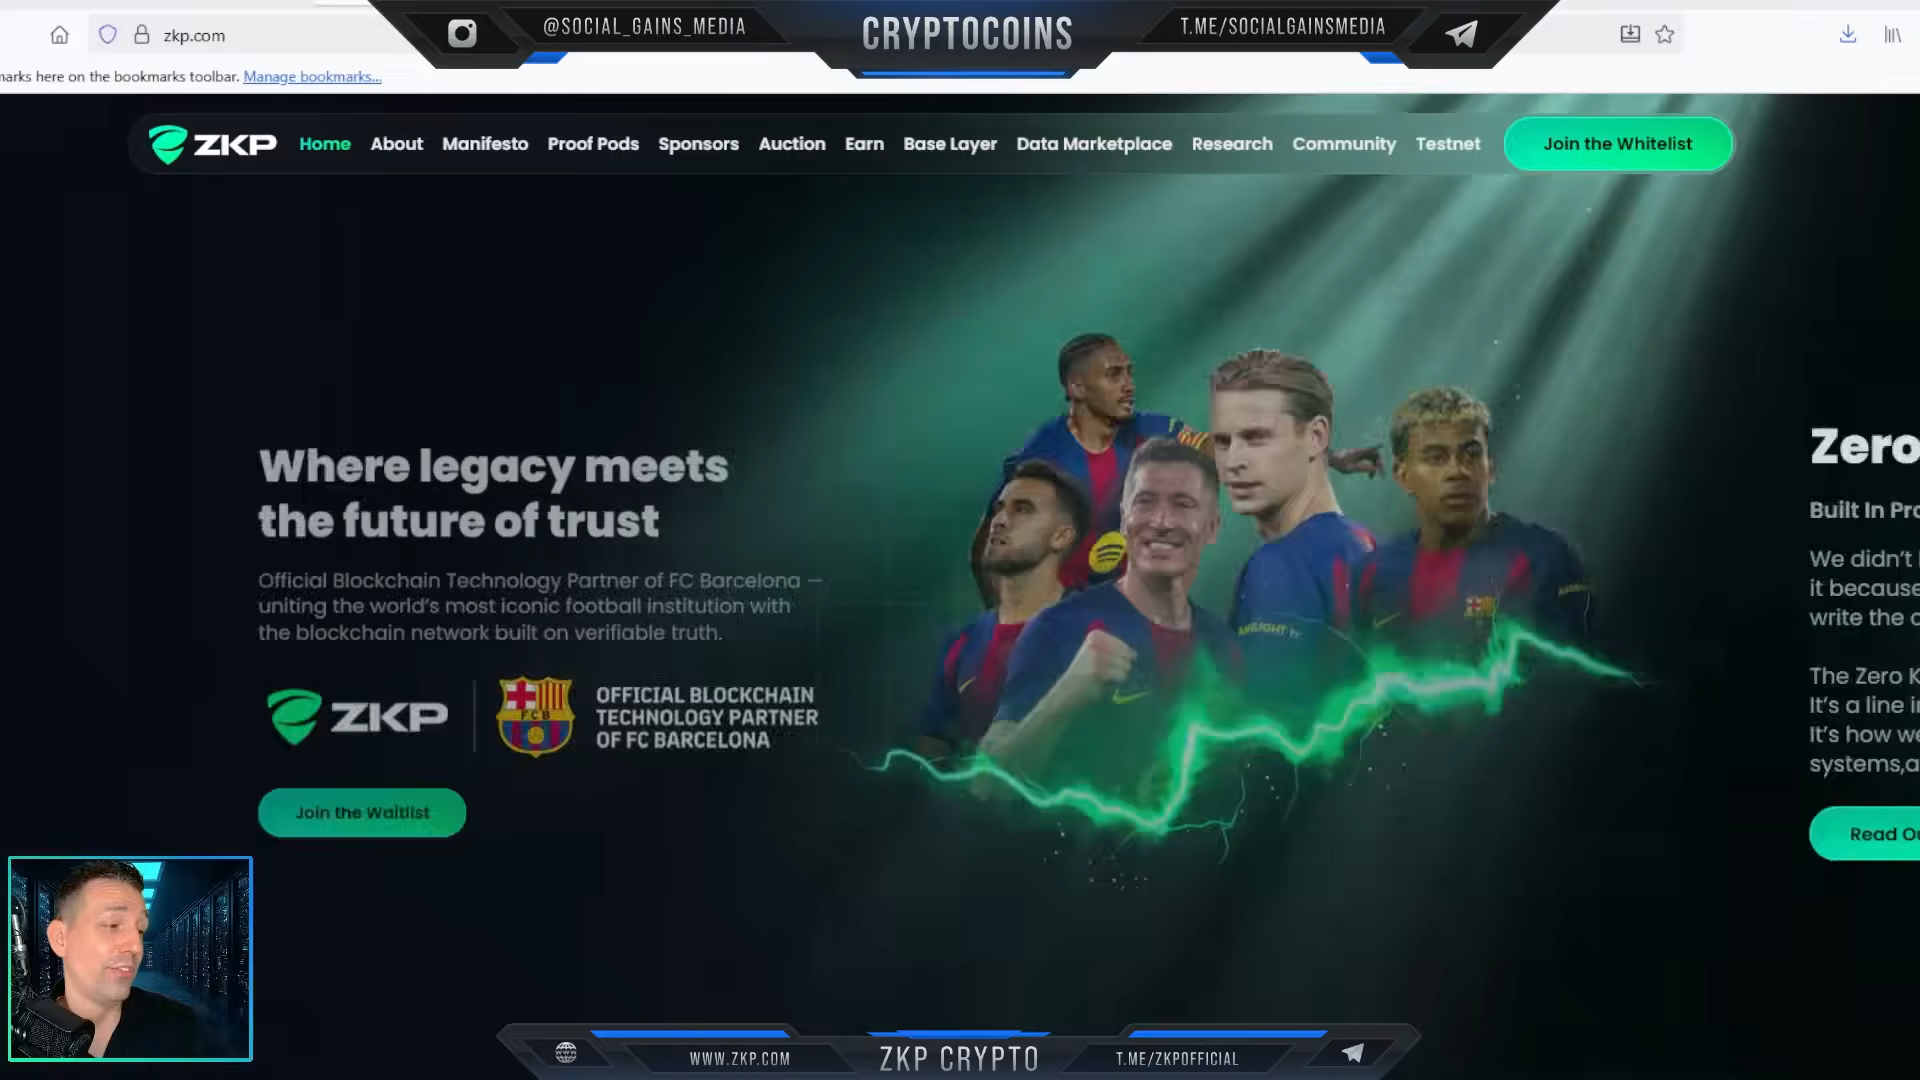 @SOCIAL_GAINS_MEDIA
CRYPTOCOINS
T.ME/SOCIALGAINSMEDIA
zkp.com
marks here on the bookmarks toolbar. Manage bookmarks...
ZKP
Home About Manifesto Proof Pods Sponsors Auction Earn Base Layer Data Marketplace Research Community Testnet
Join the Whitelist
Where legacy meets
the future of trust
Official Blockchain Technology Partner of FC Barcelona —
uniting the world's most iconic football institution with
the blockchain network built on verifiable truth.
ZKP
FCB
OFFICIAL BLOCKCHAIN
TECHNOLOGY PARTNER
OF FC BARCELONA
Join the Waitlist
Zero
Built In
We didn't
it because
write the
The Zero K
It's a line
It's how we
systems,a
Read
WWW.ZKP.COM
ZKP CRYPTO
T.ME/ZKPOFFICIAL